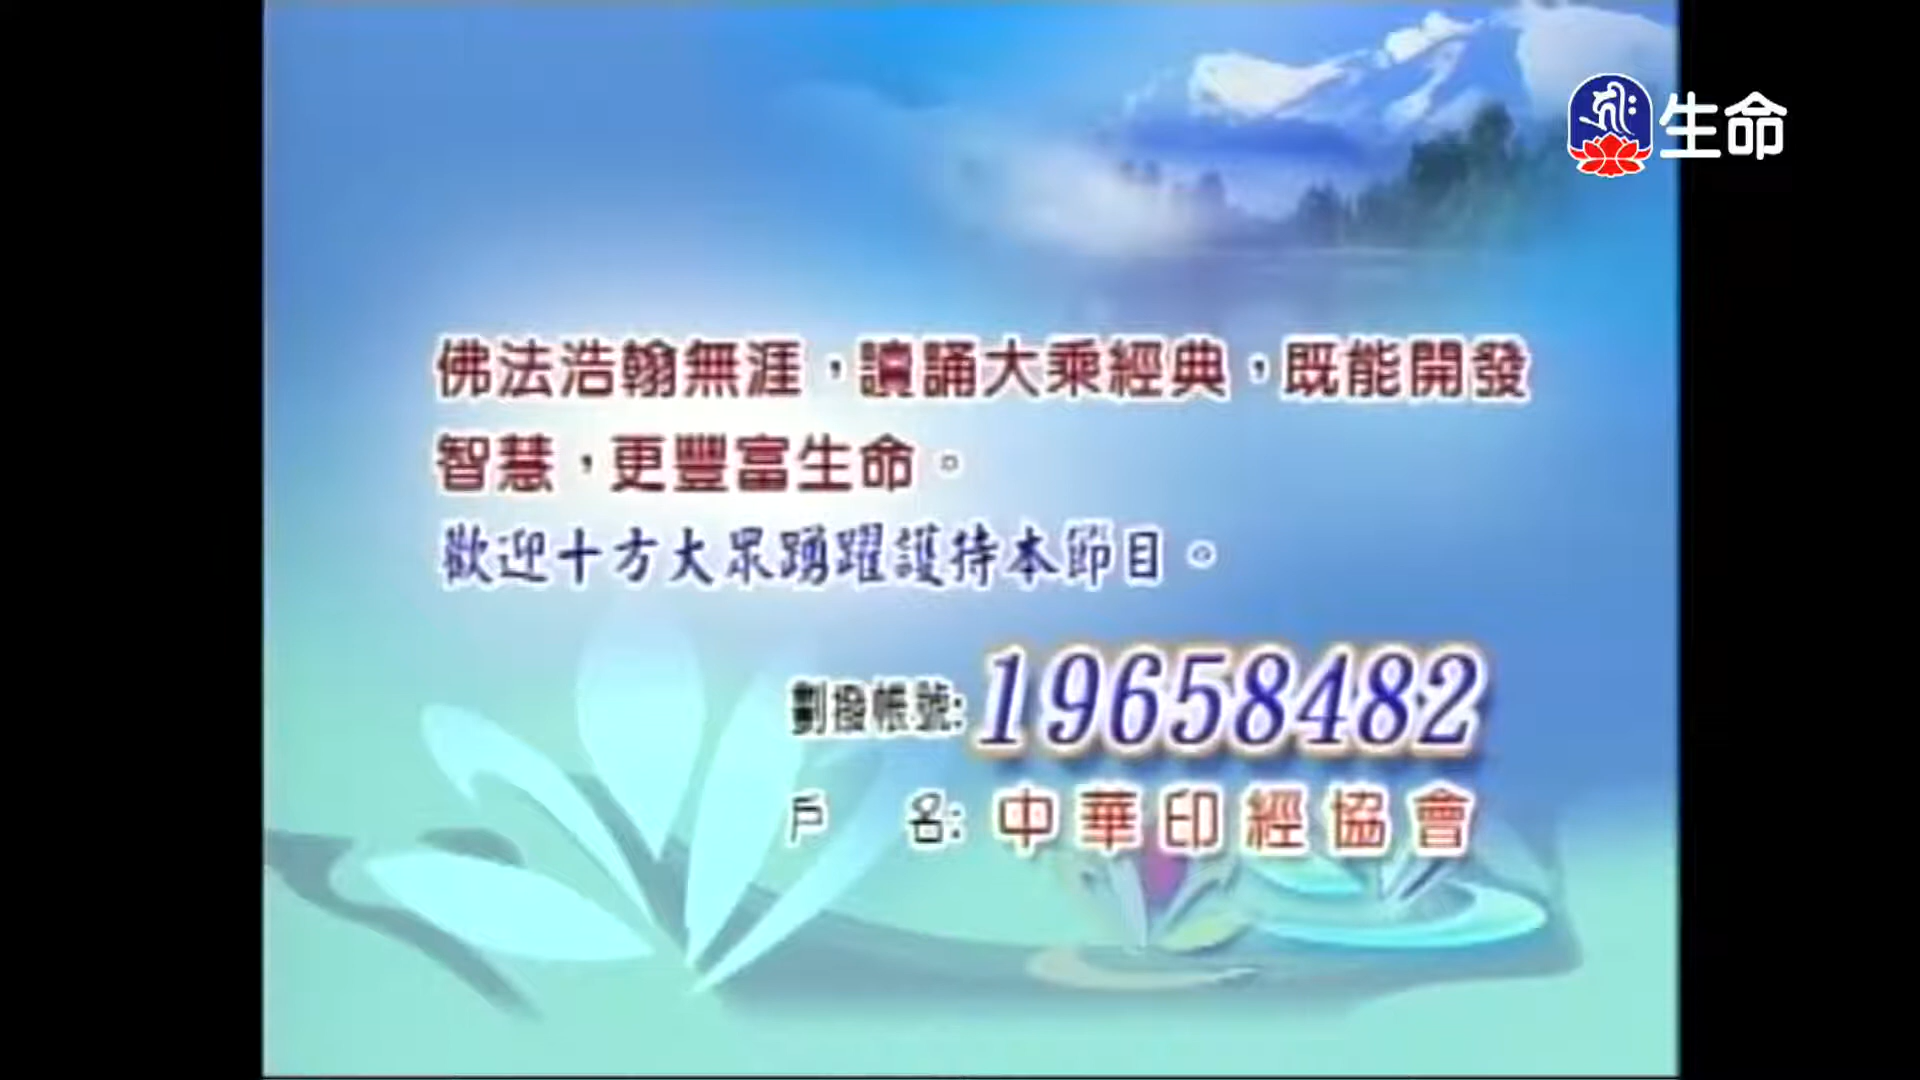 生命
佛法浩翰無涯，讀誦大乘經典，既能開發
智慧，更豐富生命。
歡迎十方大眾踴躍護持本節目。
劃撥帳號:19658482
戶 名:中華印經協會